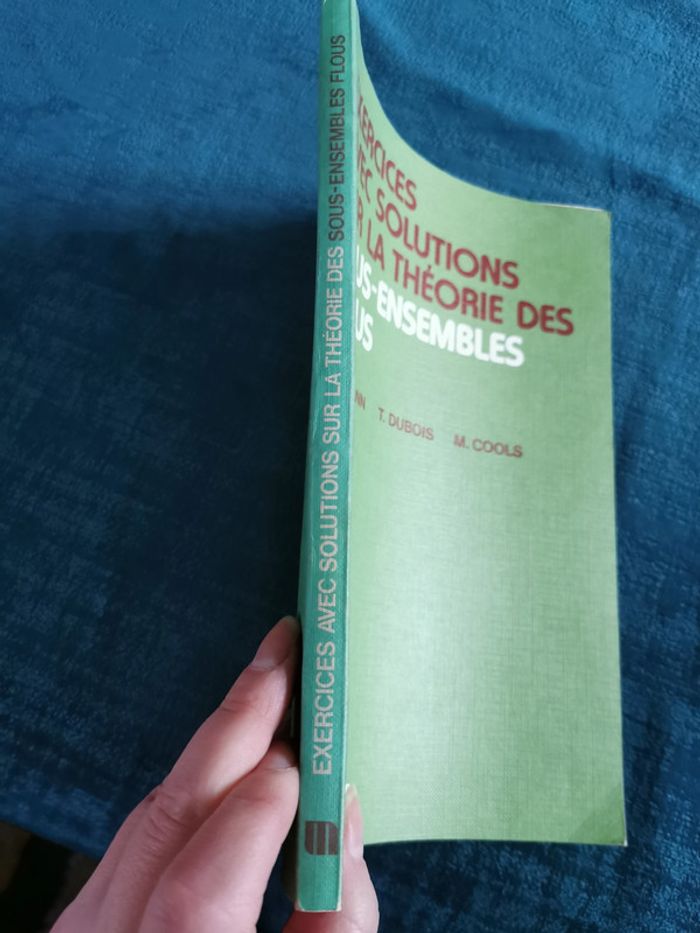 EXERCICES AVEC SOLUTIONS SUR LA THÉORIE DES SOUS-ENSEMBLES FLOUS
XERCICES
EC SOLUTIONS
R LA THÉORIE DES
US-ENSEMBLES
US
NN T. DUBOIS M. COOLS